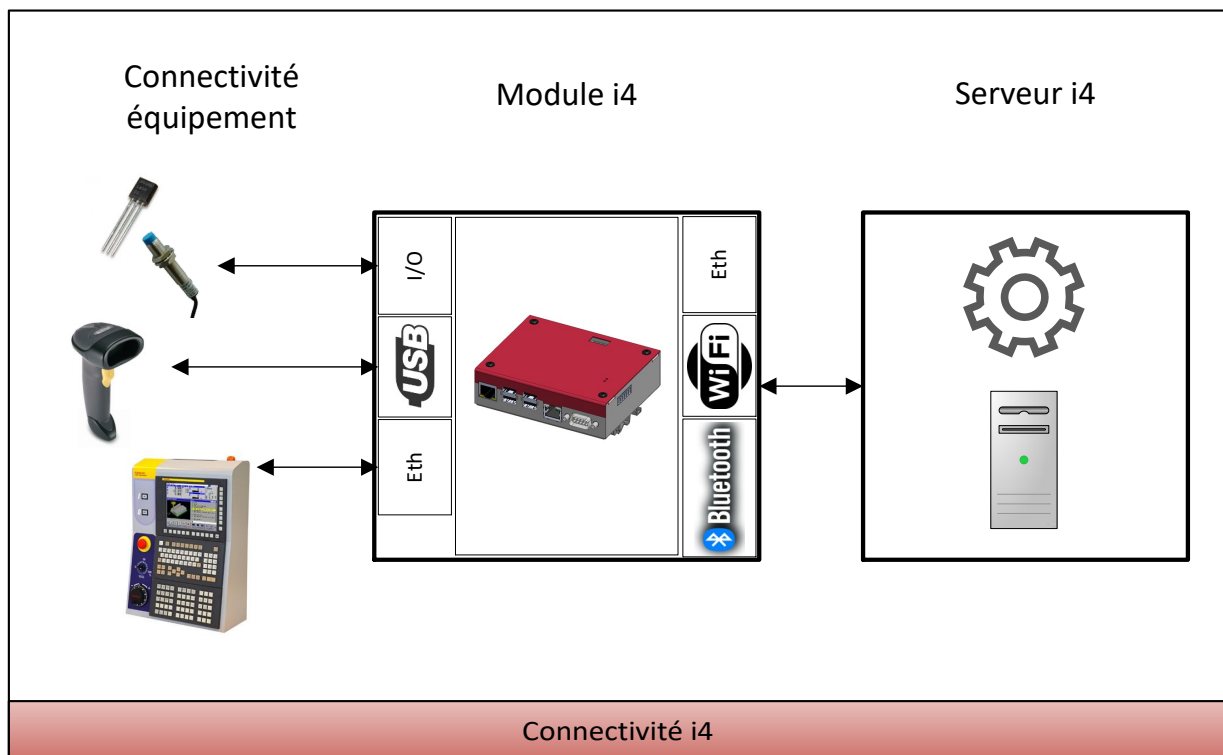 Connectivité
équipement
Module i4
Serveur i4
I/O
USB
Eth
Eth
Wi Fi
Bluetooth
Connectivité i4